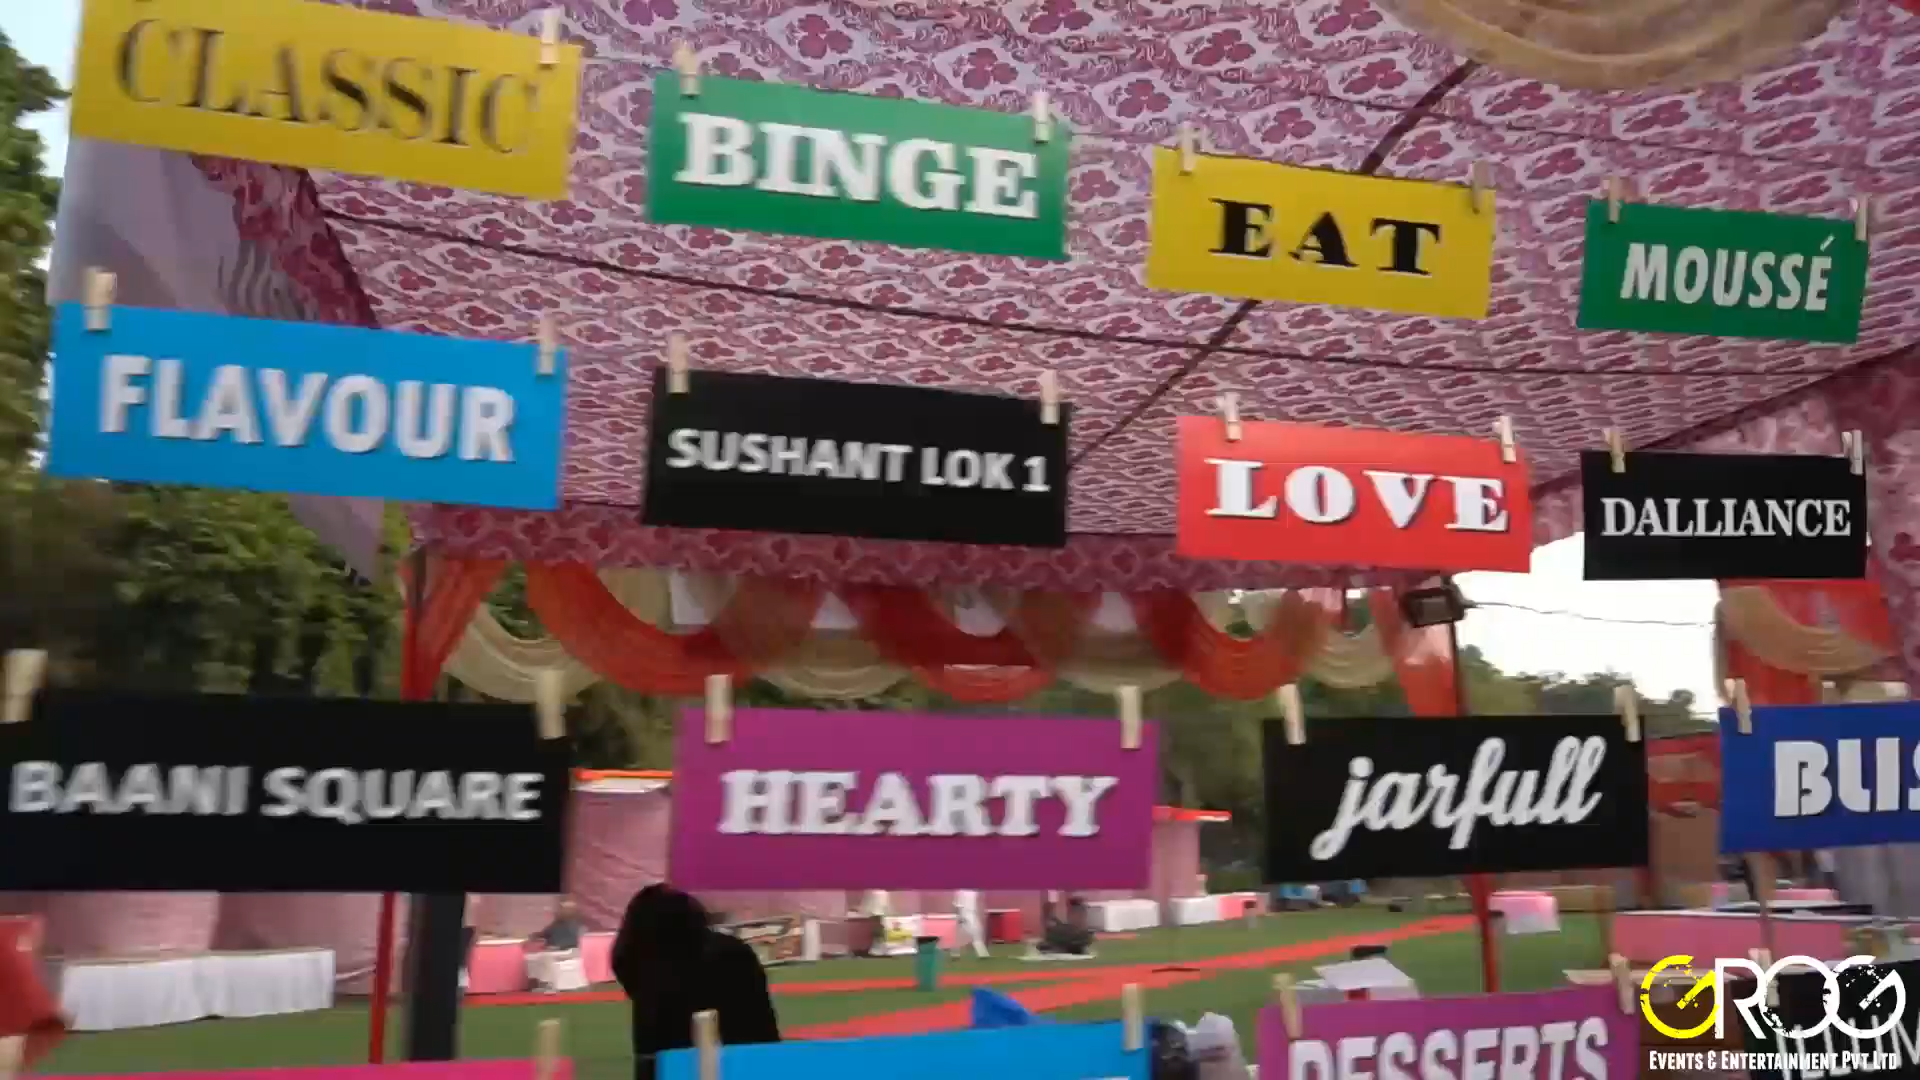 CLASSIC
BINGE
EAT
MOUSSÉ
FLAVOUR
SUSHANT LOK 1
LOVE
DALLIANCE
BAANI SQUARE
HEARTY
jarfull
DESSERTS
GROG
EVENTS & ENTERTAINMENT PVT LTD